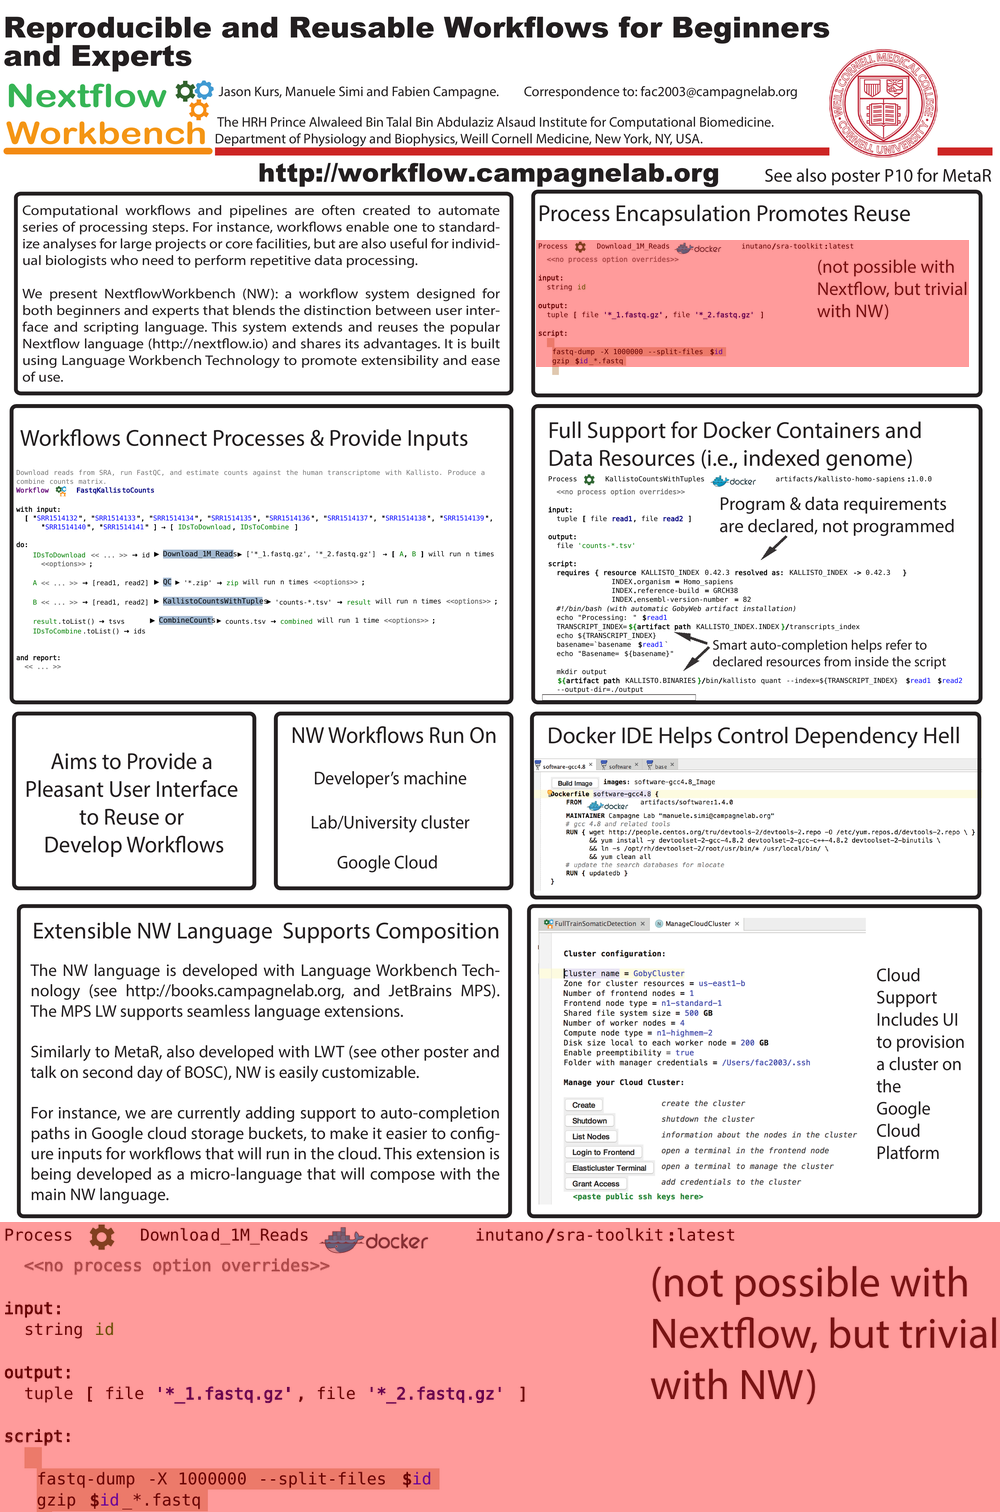 Reproducible and Reusable Workflows for Beginners
and Experts
Nextflow
Workbench
Jason Kurs, Manuele Simi and Fabien Campagne. Correspondence to: fac2003@campagnelab.org
The HRH Prince Alwaleed Bin Talal Bin Abdulaziz Alsaud Institute for Computational Biomedicine.
Department of Physiology and Biophysics, Weill Cornell Medicine, New York, NY, USA.
http://workflow.campagnelab.org
See also poster P10 for MetaR
Computational workflows and pipelines are often created to automate
series of processing steps. For instance, workflows enable one to standard-
ize analyses for large projects or core facilities, but are also useful for individ-
ual biologists who need to perform repetitive data processing.
We present NextflowWorkbench (NW): a workflow system designed for
both beginners and experts that blends the distinction between user inter-
face and scripting language. This system extends and reuses the popular
Nextflow language (http://nextflow.io) and shares its advantages. It is built
using Language Workbench Technology to promote extensibility and ease
of use.
Process Encapsulation Promotes Reuse
Process Download_1M_Reads docker inutano/sra-toolkit:latest
<<no process option overrides>>
input:
string id
output:
tuple [ file '*_1.fastq.gz', file '*_2.fastq.gz' ]
script:
fastq-dump -X 1000000 --split-files $id
gzip $id_*.fastq
(not possible with
Nextflow, but trivial
with NW)
Workflows Connect Processes & Provide Inputs
Download reads from SRA, run FastQC, and estimate counts against the human transcriptome with Kallisto. Produce a
combine counts matrix.
Workflow FastqKallistoCounts
with input:
[ "SRR1514132", "SRR1514133", "SRR1514134", "SRR1514135", "SRR1514136", "SRR1514137", "SRR1514138", "SRR1514139",
"SRR1514140", "SRR1514141" ] → [ IDsToDownload, IDsToCombine ]
do:
IDsToDownload << ... >> → id ▶ Download_1M_Reads ▶ ['*_1.fastq.gz', '*_2.fastq.gz'] → [ A, B ] will run n times
<<options>> ;
A << ... >> → [read1, read2] ▶ QC ▶ '*.zip' → zip will run n times <<options>> ;
B << ... >> → [read1, read2] ▶ KallistoCountsWithTuples ▶ 'counts-*.tsv' → result will run n times <<options>> ;
result.toList() → tsvs ▶ CombineCounts ▶ counts.tsv → combined will run 1 time <<options>> ;
IDsToCombine.toList() → ids
and report:
<< ... >>
Full Support for Docker Containers and
Data Resources (i.e., indexed genome)
Process KallistoCountsWithTuples docker artifacts/kallisto-homo-sapiens :1.0.0
<<no process option overrides>>
input:
tuple [ file read1, file read2 ]
output:
file 'counts-*.tsv'
script:
requires { resource KALLISTO_INDEX 0.42.3 resolved as: KALLISTO_INDEX -> 0.42.3 }
INDEX.organism = Homo_sapiens
INDEX.reference-build = GRCH38
INDEX.ensembl-version-number = 82
#!/bin/bash (with automatic GobyWeb artifact installation)
echo "Processing: " $read1
TRANSCRIPT_INDEX=${artifact path KALLISTO_INDEX.INDEX}/transcripts_index
echo ${TRANSCRIPT_INDEX}
basename=`basename $read1`
echo "Basename= ${basename}"
mkdir output
${artifact path KALLISTO.BINARIES}/bin/kallisto quant --index=${TRANSCRIPT_INDEX} $read1 $read2
--output-dir=./output
Program & data requirements
are declared, not programmed
Smart auto-completion helps refer to
declared resources from inside the script
Aims to Provide a
Pleasant User Interface
to Reuse or
Develop Workflows
NW Workflows Run On
Developer's machine
Lab/University cluster
Google Cloud
Docker IDE Helps Control Dependency Hell
software-gcc4.8 × software × base ×
Build Image images: software-gcc4.8_Image
Dockerfile software-gcc4.8 {
FROM docker artifacts/software:1.4.0
MAINTAINER Campagne Lab "manuele.simi@campagnelab.org"
# gcc 4.8 and related tools
RUN { wget http://people.centos.org/tru/devtools-2/devtools-2.repo -O /etc/yum.repos.d/devtools-2.repo \ }
&& yum install -y devtoolset-2-gcc-4.8.2 devtoolset-2-gcc-c++-4.8.2 devtoolset-2-binutils \
&& ln -s /opt/rh/devtoolset-2/root/usr/bin/* /usr/local/bin/ \
&& yum clean all
# update the search databases for mlocate
RUN { updatedb }
}
Extensible NW Language Supports Composition
The NW language is developed with Language Workbench Tech-
nology (see http://books.campagnelab.org, and JetBrains MPS).
The MPS LW supports seamless language extensions.
Similarly to MetaR, also developed with LWT (see other poster and
talk on second day of BOSC), NW is easily customizable.
For instance, we are currently adding support to auto-completion
paths in Google cloud storage buckets, to make it easier to config-
ure inputs for workflows that will run in the cloud. This extension is
being developed as a micro-language that will compose with the
main NW language.
FullTrainSomaticDetection × ManageCloudCluster ×
Cluster configuration:
Cluster name = GobyCluster
Zone for cluster resources = us-east1-b
Number of frontend nodes = 1
Frontend node type = n1-standard-1
Shared file system size = 500 GB
Number of worker nodes = 4
Compute node type = n1-highmem-2
Disk size local to each worker node = 200 GB
Enable preemptibility = true
Folder with manager credentials = /Users/fac2003/.ssh
Manage your Cloud Cluster:
Create create the cluster
Shutdown shutdown the cluster
List Nodes information about the nodes in the cluster
Login to Frontend open a terminal in the frontend node
Elasticluster Terminal open a terminal to manage the cluster
Grant Access add credentials to the cluster
<paste public ssh keys here>
Cloud
Support
Includes UI
to provision
a cluster on
the
Google
Cloud
Platform
Process Download_1M_Reads docker inutano/sra-toolkit:latest
<<no process option overrides>>
input:
string id
output:
tuple [ file '*_1.fastq.gz', file '*_2.fastq.gz' ]
script:
fastq-dump -X 1000000 --split-files $id
gzip $id_*.fastq
(not possible with
Nextflow, but trivial
with NW)